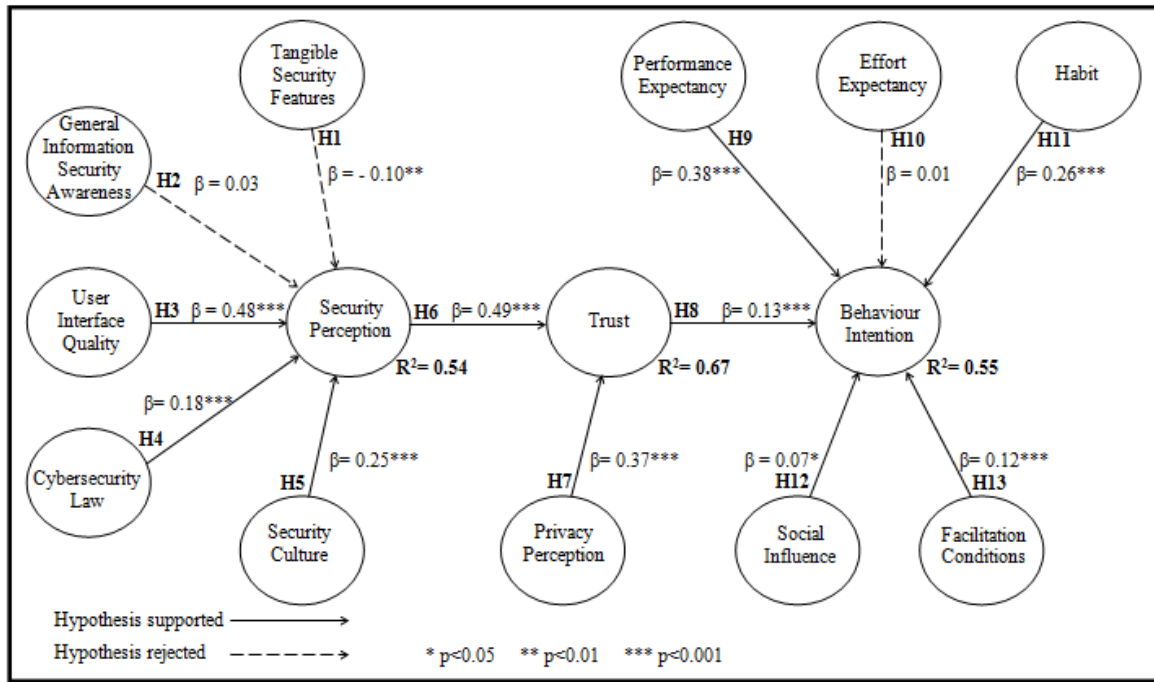 Tangible
Security
Features
Performance
Expectancy
Effort
Expectancy
Habit
General
Information
Security
Awareness
H1
H2
β = 0.03
β = - 0.10**
H9
β= 0.38***
H10
β = 0.01
H11
β= 0.26***
User
Interface
Quality
H3
β = 0.48***
Security
Perception
R²= 0.54
H6
β= 0.49***
Trust
R²= 0.67
H8
β= 0.13***
Behaviour
Intention
R²= 0.55
β= 0.18***
H4
Cybersecurity
Law
β= 0.25***
H5
Security
Culture
β= 0.37***
H7
Privacy
Perception
β = 0.07*
H12
Social
Influence
β= 0.12***
H13
Facilitation
Conditions
Hypothesis supported
Hypothesis rejected
* p<0.05 ** p<0.01 *** p<0.001